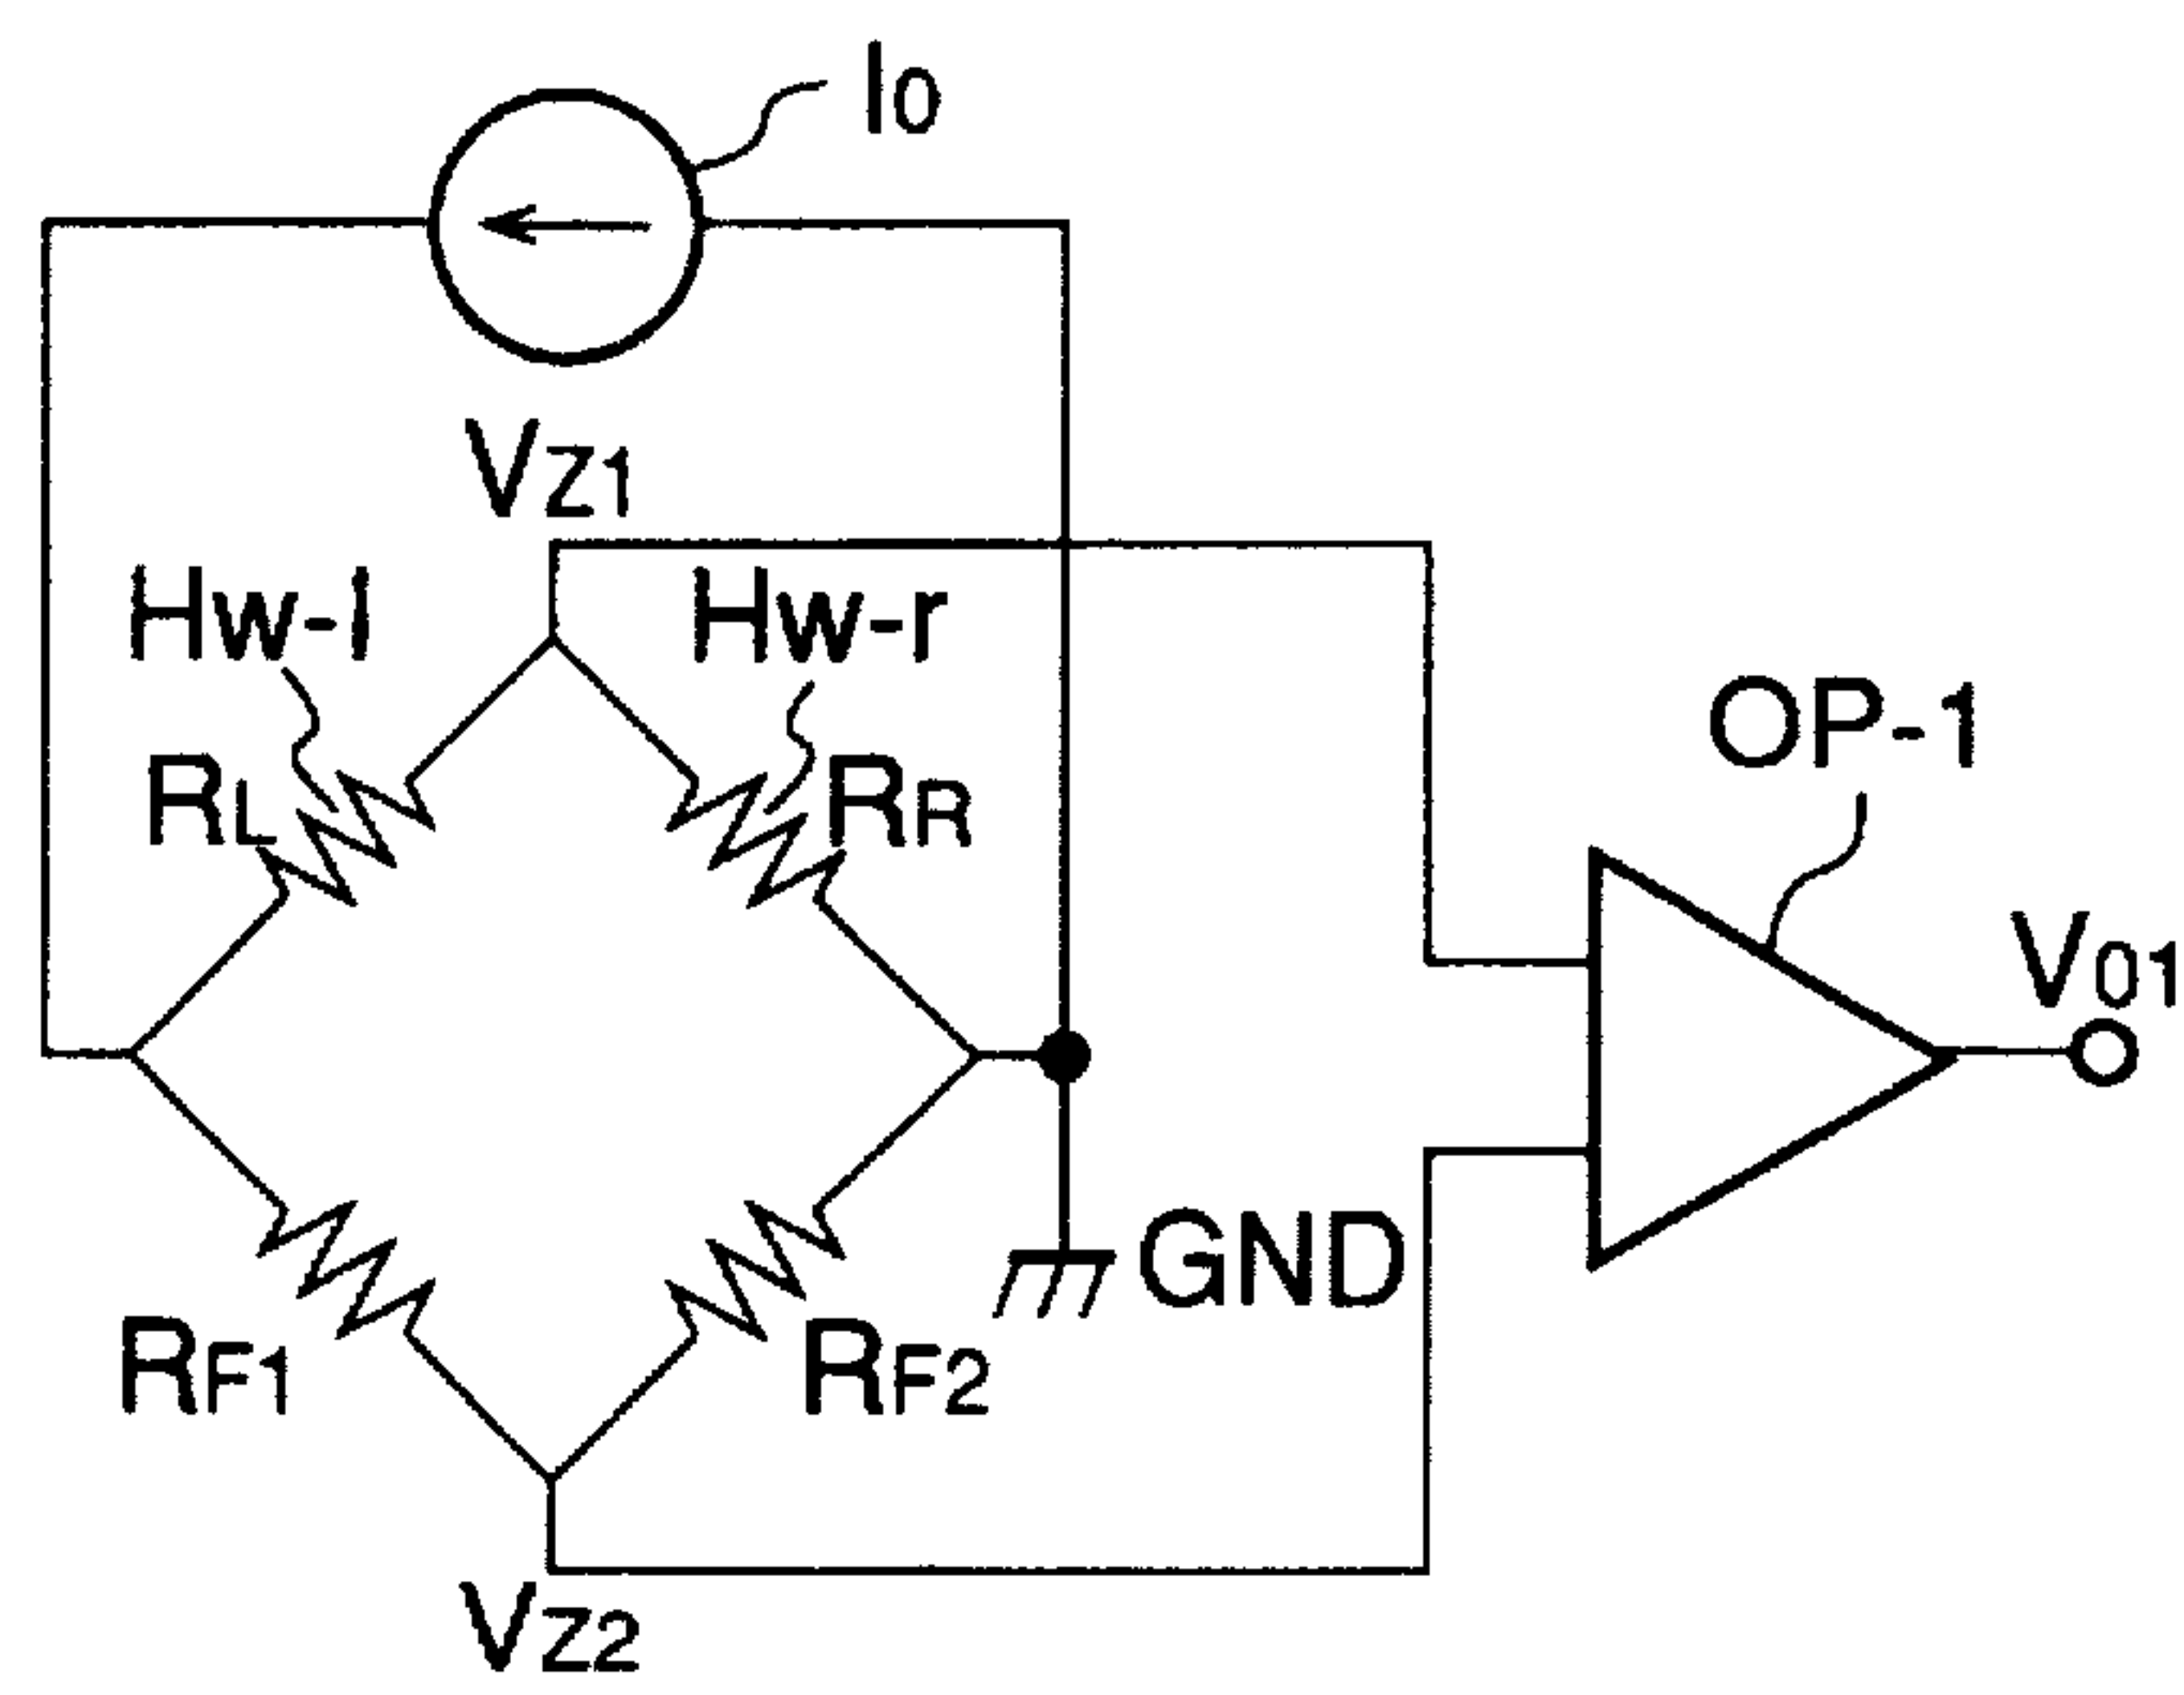 I0
VZ1
Hw-l
Hw-r
RL
RR
OP-1
V01
GND
RF1
RF2
VZ2